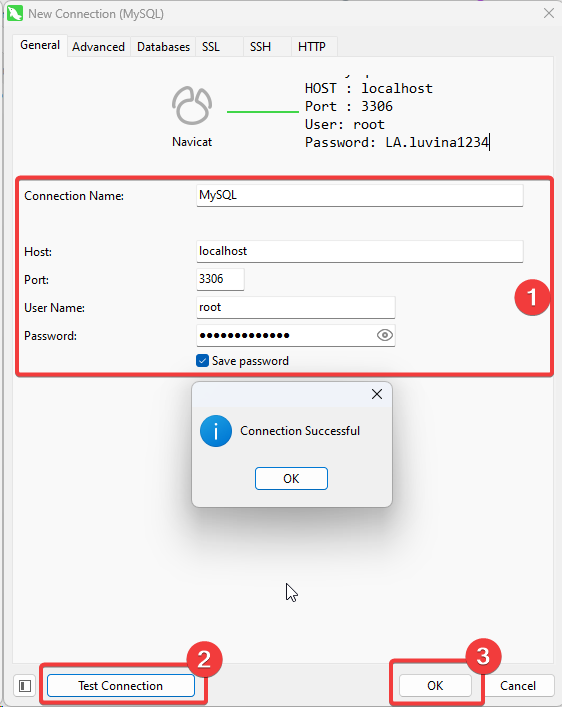 New Connection (MySQL)
General Advanced Databases SSL SSH HTTP
HOST : localhost
Port : 3306
User: root
Password: LA.luvina1234
Navicat
Connection Name: MySQL
Host: localhost
Port: 3306
1
User Name: root
Password: •••••••••••••
Save password
Connection Successful
OK
2
3
Test Connection
OK
Cancel